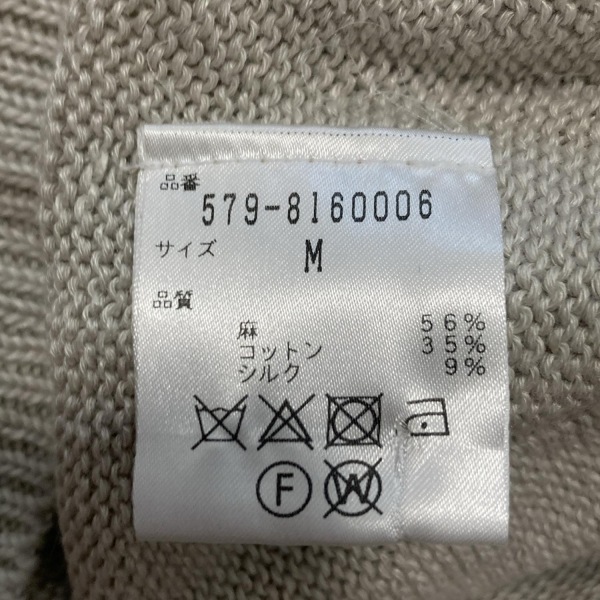 品番
579-8160006
サイズ
M
品質
麻 56%
コットン 35%
シルク 9%
F W